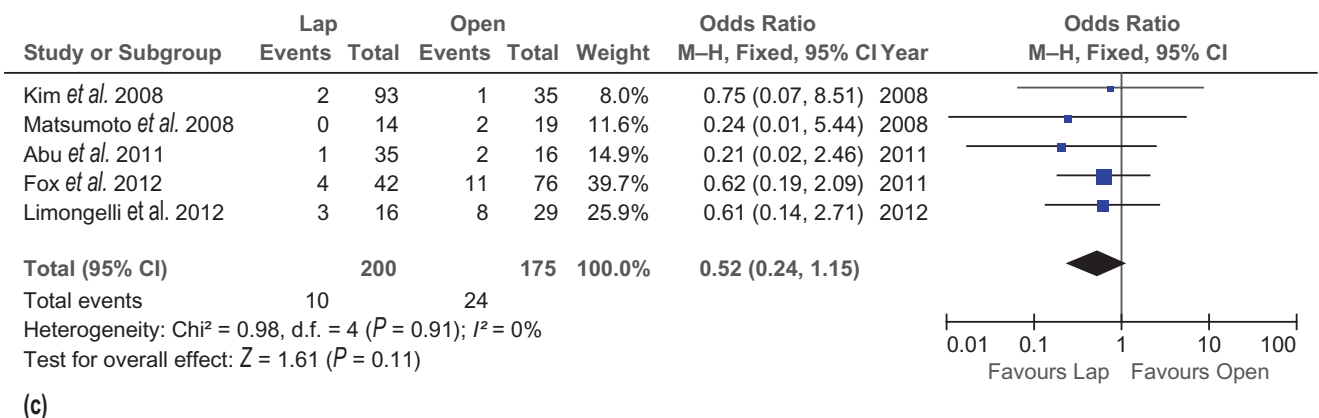 Lap Open Odds Ratio Odds Ratio
Study or Subgroup Events Total Events Total Weight M–H, Fixed, 95% CI Year M–H, Fixed, 95% CI
Kim et al. 2008 2 93 1 35 8.0% 0.75 (0.07, 8.51) 2008
Matsumoto et al. 2008 0 14 2 19 11.6% 0.24 (0.01, 5.44) 2008
Abu et al. 2011 1 35 2 16 14.9% 0.21 (0.02, 2.46) 2011
Fox et al. 2012 4 42 11 76 39.7% 0.62 (0.19, 2.09) 2011
Limongelli et al. 2012 3 16 8 29 25.9% 0.61 (0.14, 2.71) 2012
Total (95% CI) 200 175 100.0% 0.52 (0.24, 1.15)
Total events 10 24
Heterogeneity: Chi² = 0.98, d.f. = 4 (P = 0.91); I² = 0%
Test for overall effect: Z = 1.61 (P = 0.11)
0.01 0.1 1 10 100
Favours Lap Favours Open
(c)